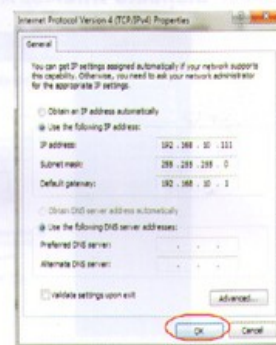 Internet Protocol Version 4 (TCP/IPv4) Properties
General
You can get IP settings assigned automatically if your network supports
this capability. Otherwise, you need to ask your network administrator
for the appropriate IP settings.
Obtain an IP address automatically
Use the following IP address:
IP address: 192 . 168 . 10 . 111
Subnet mask: 255 . 255 . 255 . 0
Default gateway: 192 . 168 . 10 . 1
Obtain DNS server address automatically
Use the following DNS server addresses:
Preferred DNS server: . . .
Alternate DNS server: . . .
Validate settings upon exit
Advanced...
OK Cancel